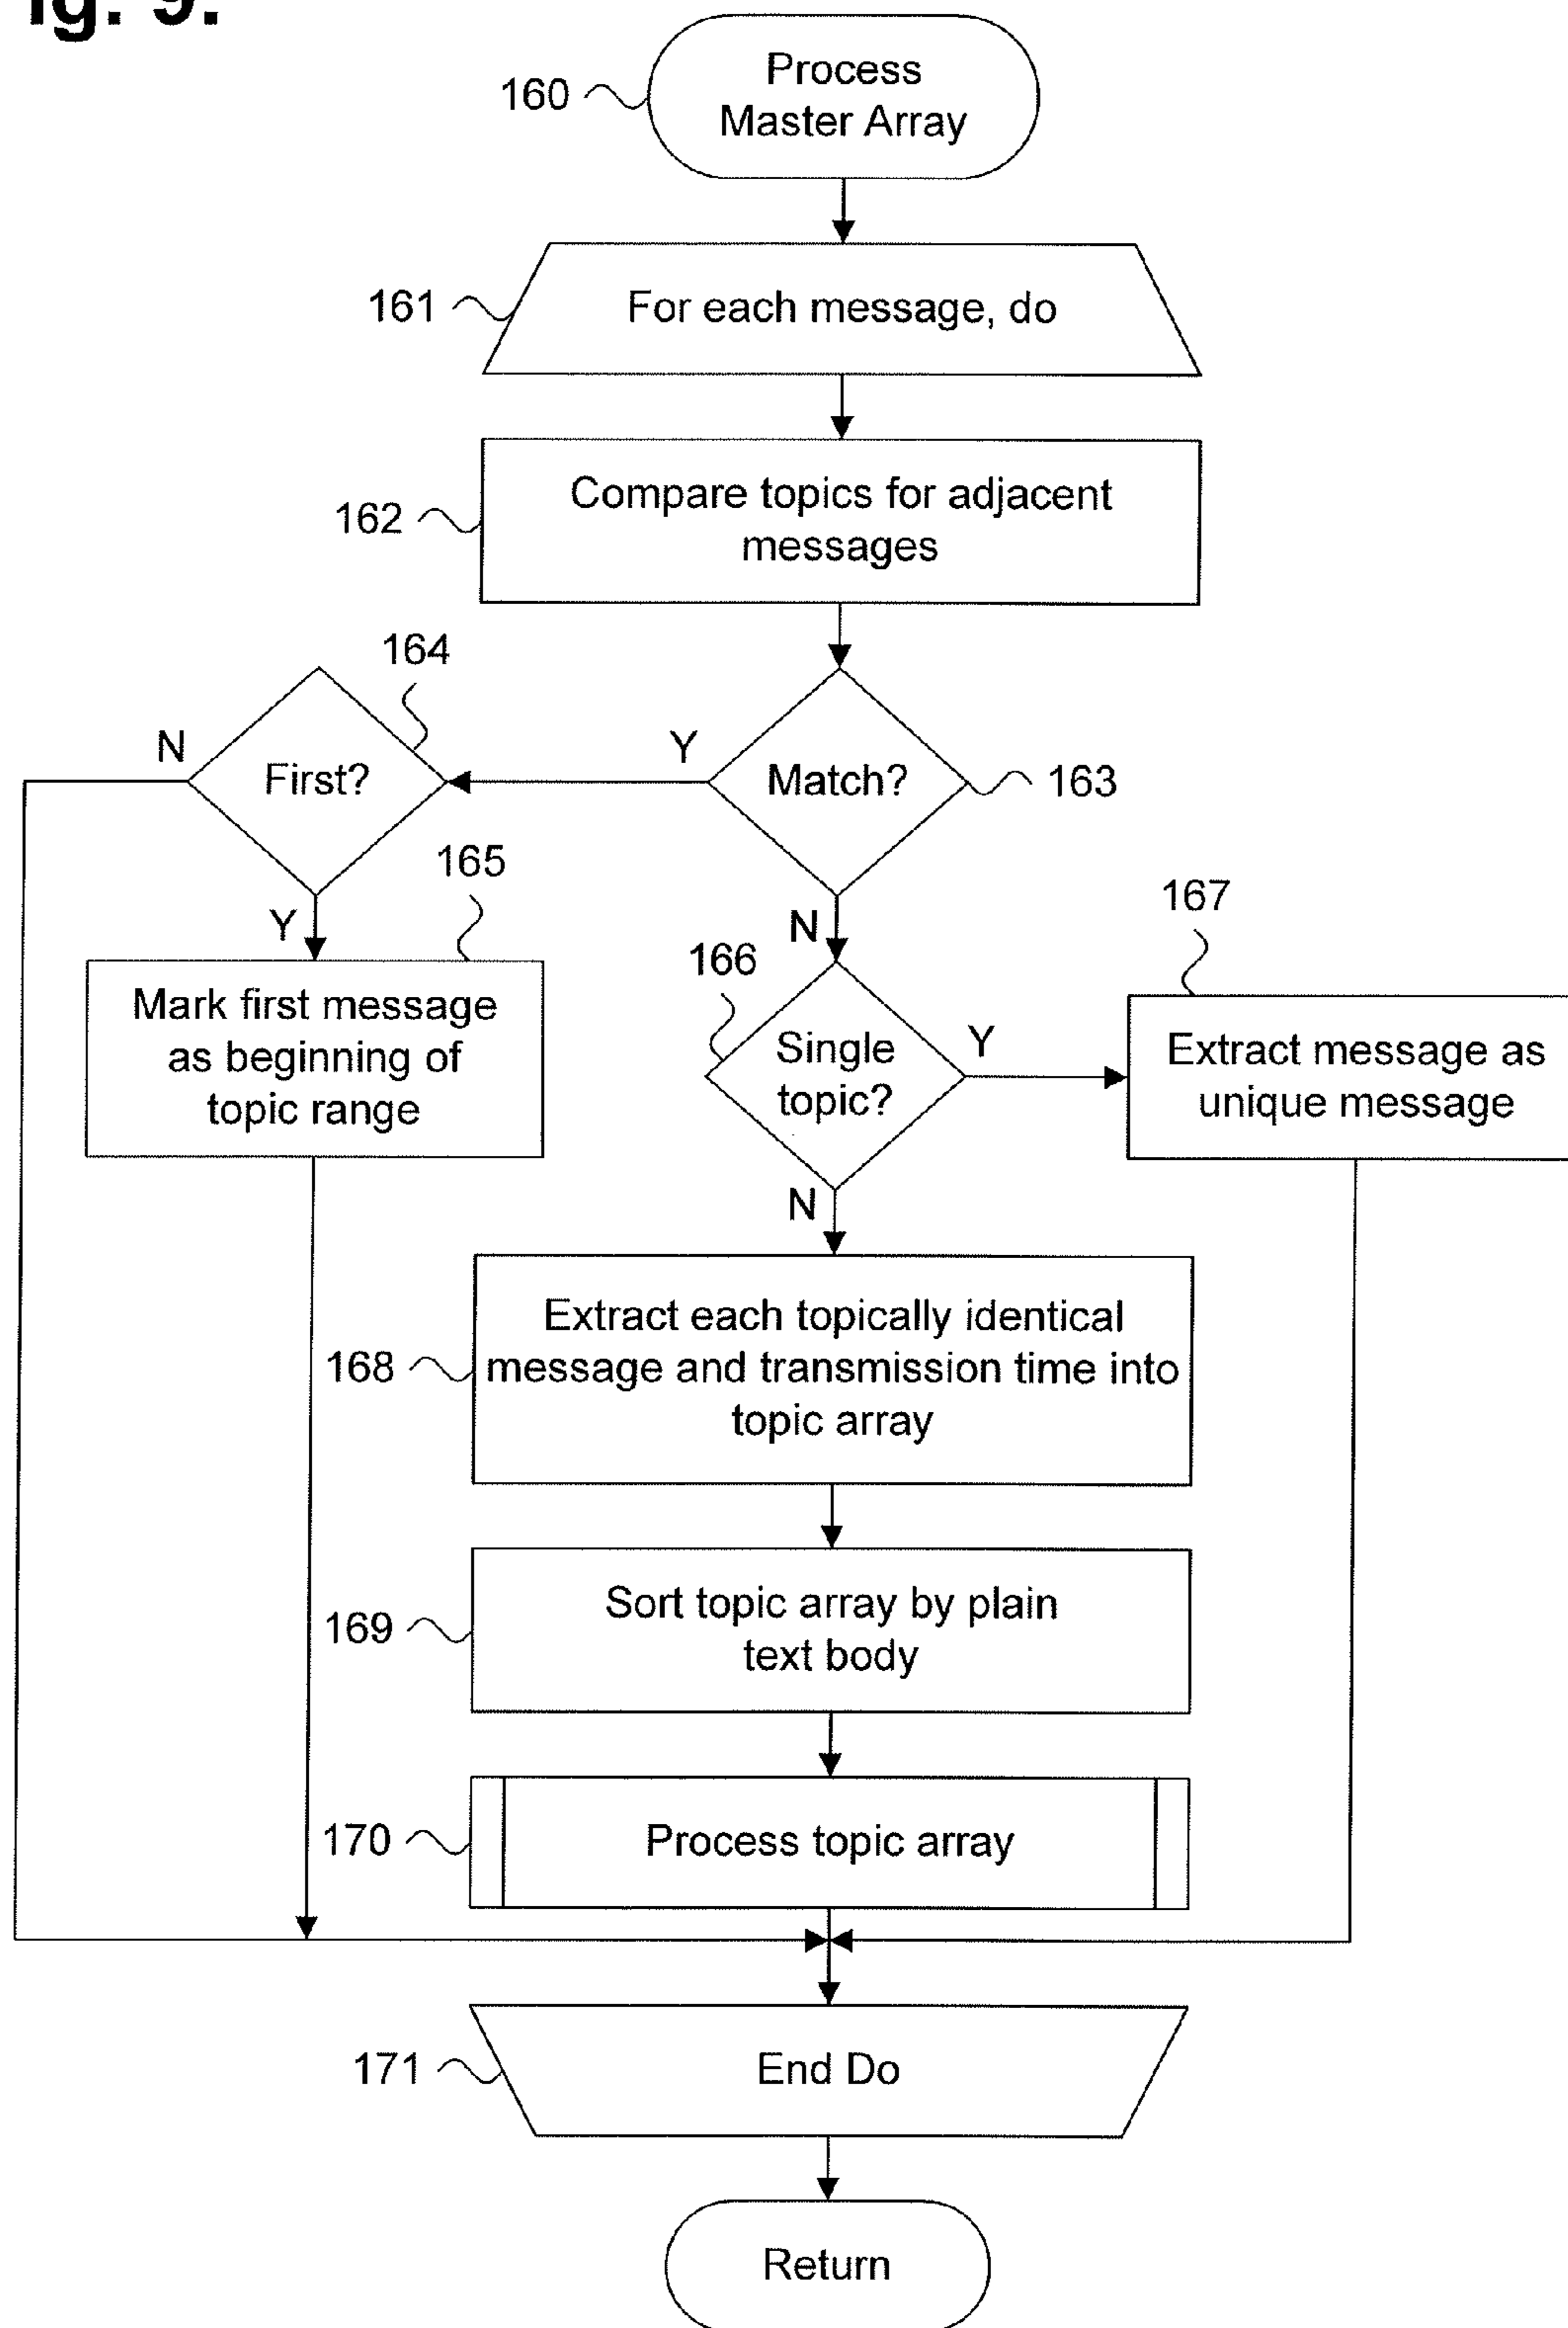 ig. 9.
Process
Master Array
160
For each message, do
161
Compare topics for adjacent
messages
162
164
N
First?
Y
Match?
163
165
Y
N
167
166
Mark first message
as beginning of
topic range
Single
topic?
Y
Extract message as
unique message
N
Extract each topically identical
message and transmission time into
topic array
168
Sort topic array by plain
text body
169
Process topic array
170
End Do
171
Return